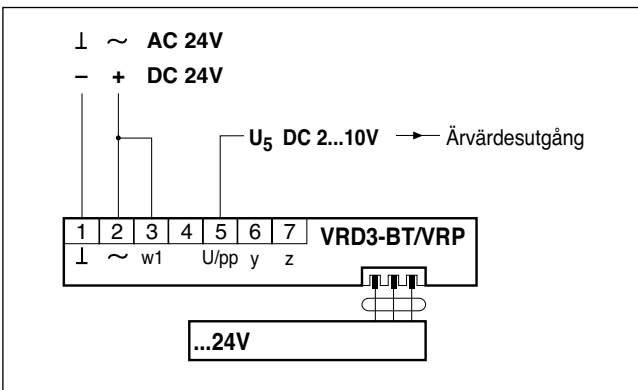 ⊥ ~ AC 24V
– + DC 24V
U5 DC 2...10V Ärvärdesutgång
1 2 3 4 5 6 7 VRD3-BT/VRP
⊥ ~ w1 U/pp y z
...24V